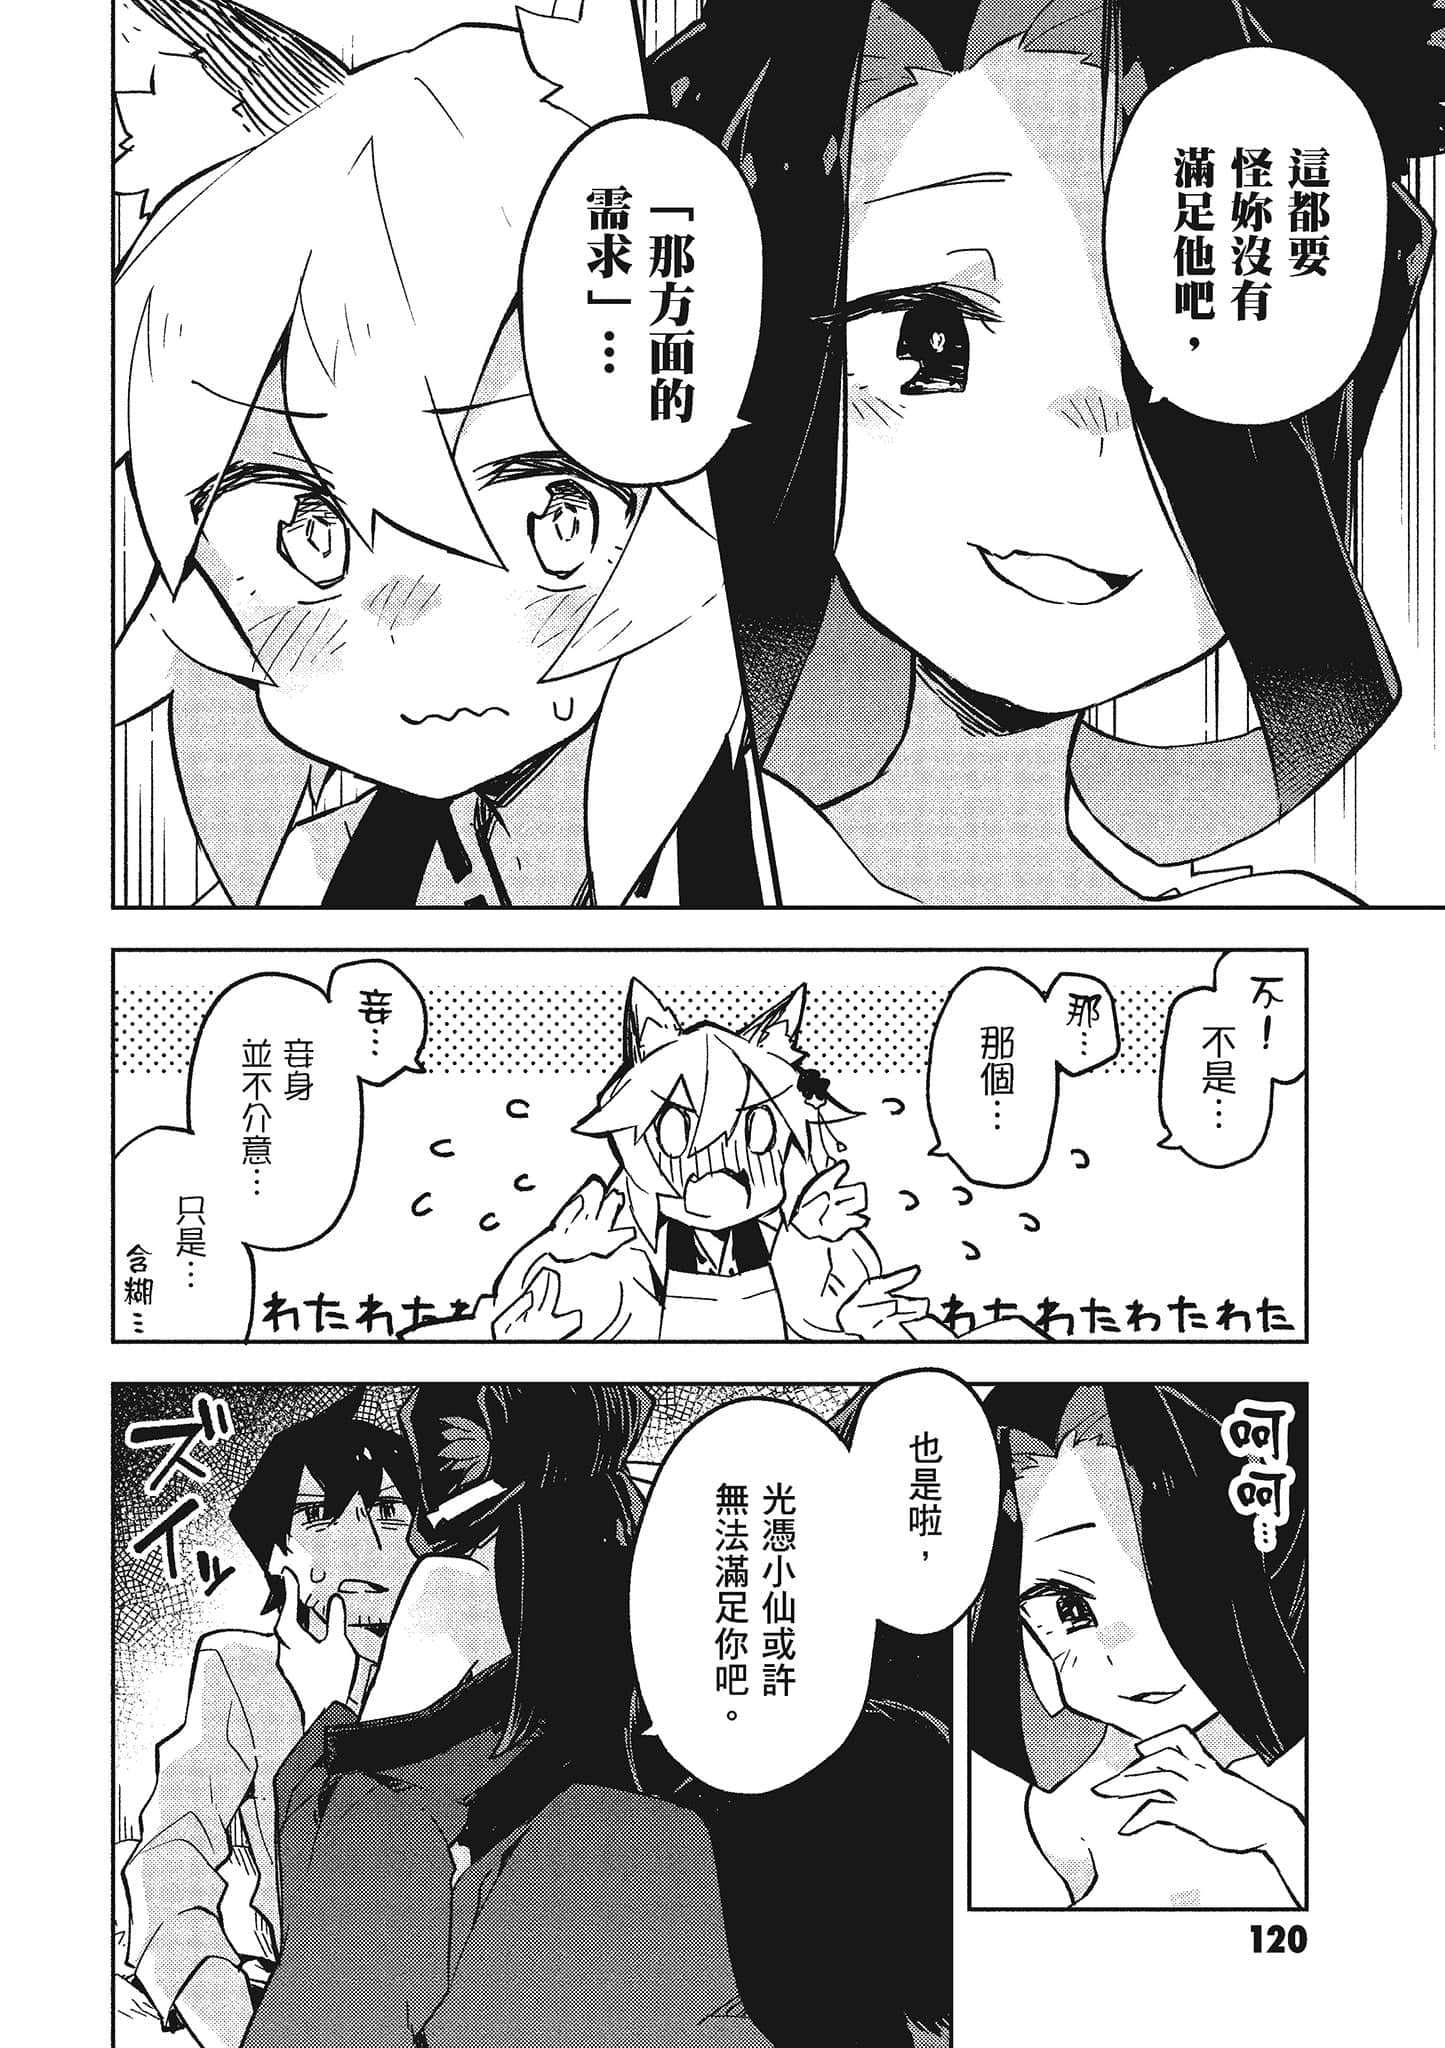 這都要
怪妳沒有
滿足他吧，
「那方面的
需求」…
不！
不是…
那…
那個…
妾…
妾身
並不介意…
只是…
含糊…
わたわたわたわた
わたわた
呵呵…
也是啦，
光憑小仙或許
無法滿足你吧。
ズイッ
120